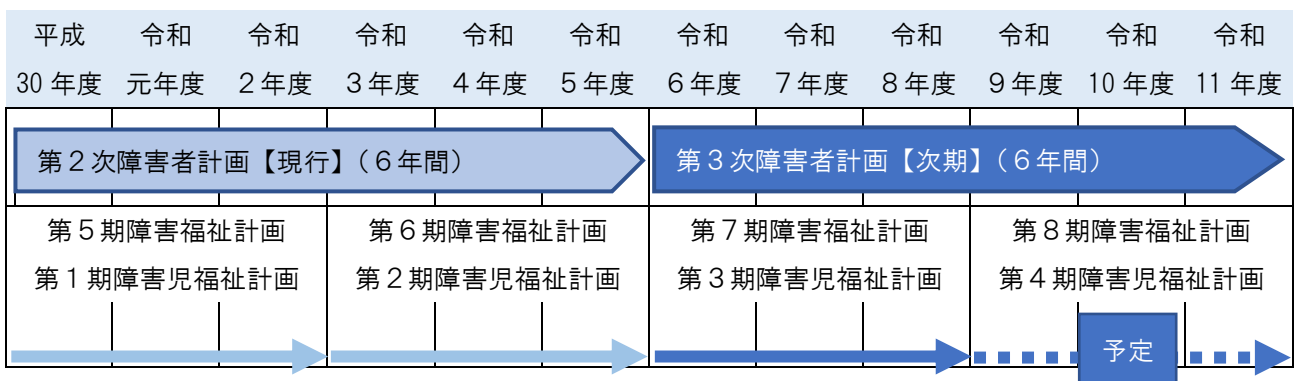 平成 令和 令和 令和 令和 令和 令和 令和 令和 令和 令和 令和
30 年度 元年度 ２年度 ３年度 ４年度 ５年度 ６年度 ７年度 ８年度 ９年度 10 年度 11 年度
第２次障害者計画【現行】（６年間） 第３次障害者計画【次期】（６年間）
第５期障害福祉計画 第６期障害福祉計画 第７期障害福祉計画 第８期障害福祉計画
第１期障害児福祉計画 第２期障害児福祉計画 第３期障害児福祉計画 第４期障害児福祉計画
予定